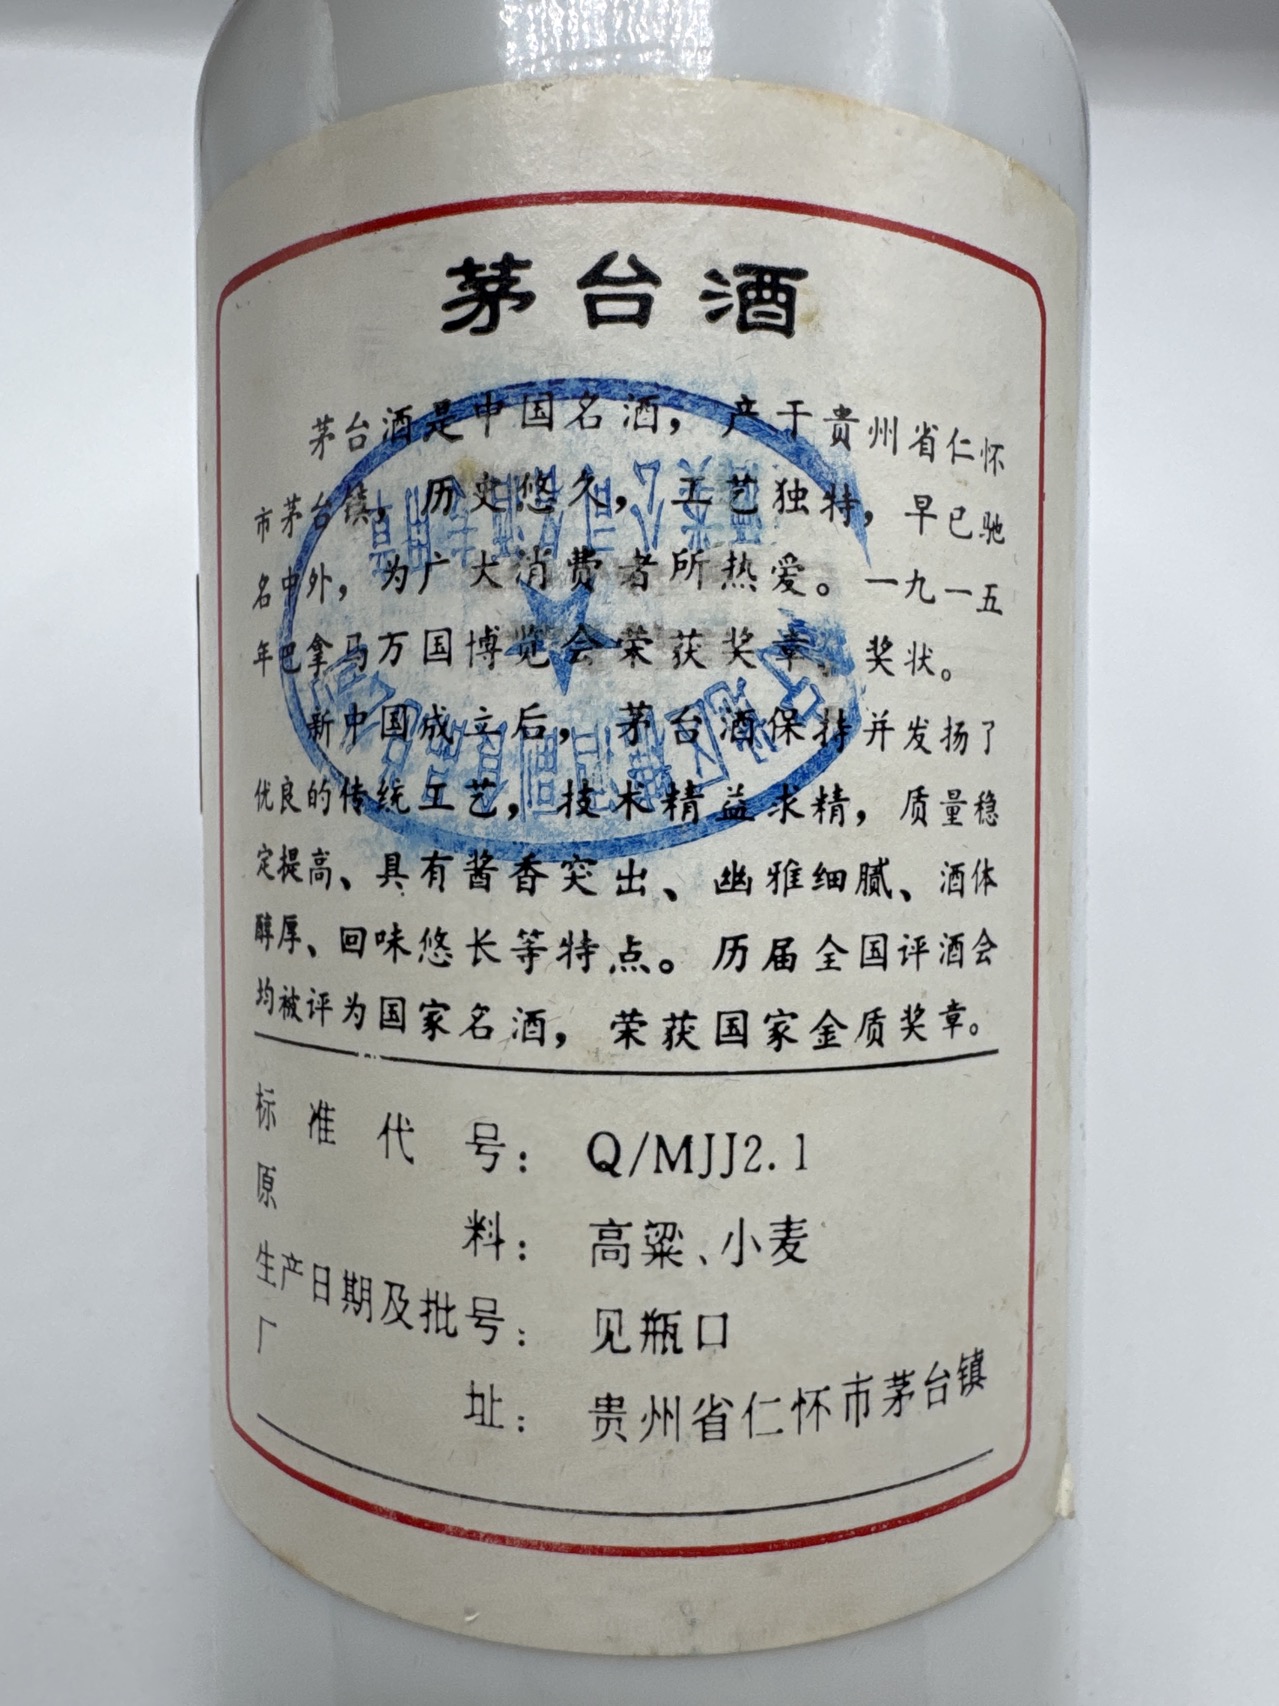 茅台酒
茅台酒是中国名酒，产于贵州省仁怀
市茅台镇，历史悠久，工艺独特，早已驰
名中外，为广大消费者所热爱。一九一五
年巴拿马万国博览会荣获奖章、奖状。
新中国成立后，茅台酒保持并发扬了
优良的传统工艺，技术精益求精，质量稳
定提高、具有酱香突出、幽雅细腻、酒体
醇厚、回味悠长等特点。历届全国评酒会
均被评为国家名酒，荣获国家金质奖章。
标准代号：Q/MJJ2.1
原料：高粱、小麦
生产日期及批号：见瓶口
厂址：贵州省仁怀市茅台镇